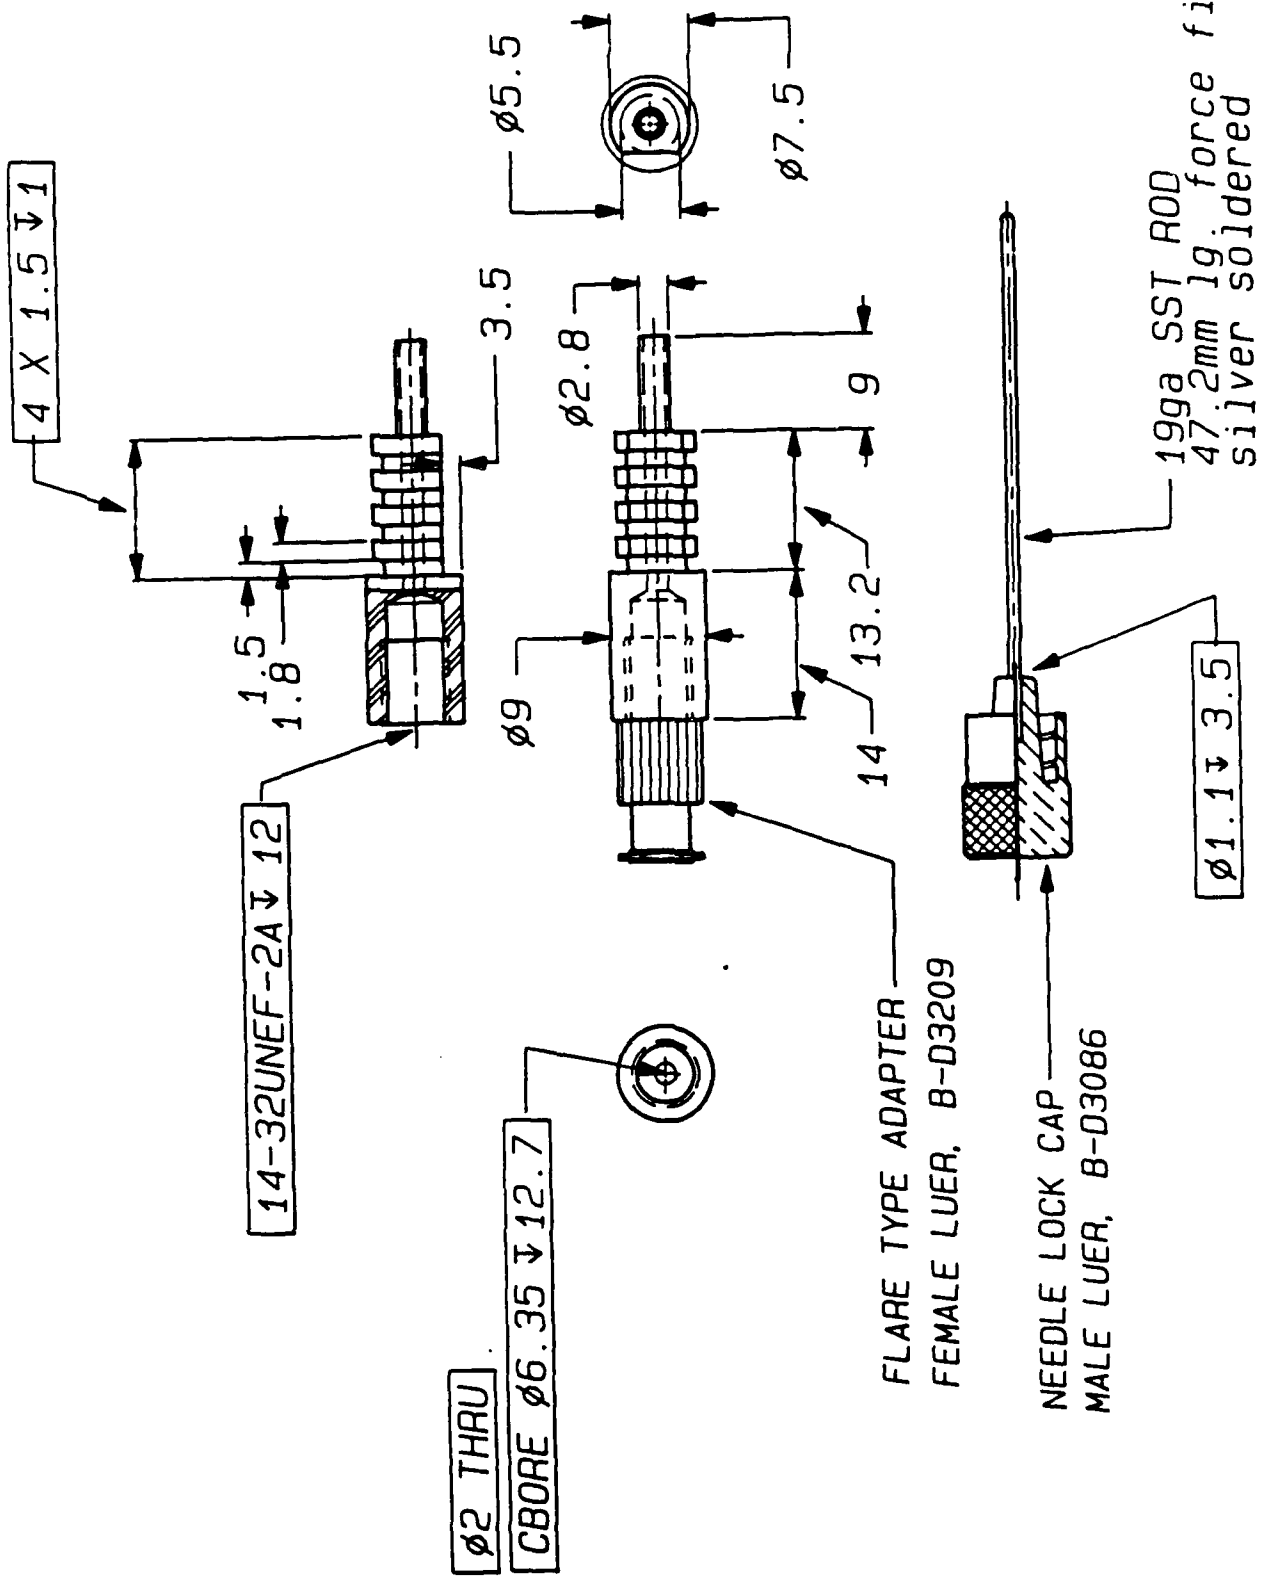 4 X 1.5 ↧ 1
1.5
1.8
3.5
14-32UNEF-2A ↧ 12
ø5.5
ø7.5
ø2.8
9
ø9
13.2
14
ø2 THRU
CBORE ø6.35 ↧ 12.7
FLARE TYPE ADAPTER
FEMALE LUER, B-D3209
NEEDLE LOCK CAP
MALE LUER, B-D3086
ø1.1 ↧ 3.5
19ga SST ROD
47.2mm lg. force
silver soldered